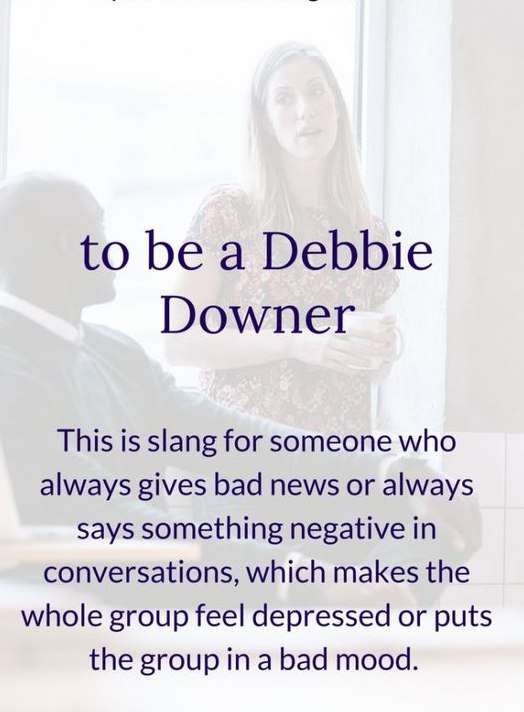 to be a Debbie
Downer
This is slang for someone who
always gives bad news or always
says something negative in
conversations, which makes the
whole group feel depressed or puts
the group in a bad mood.